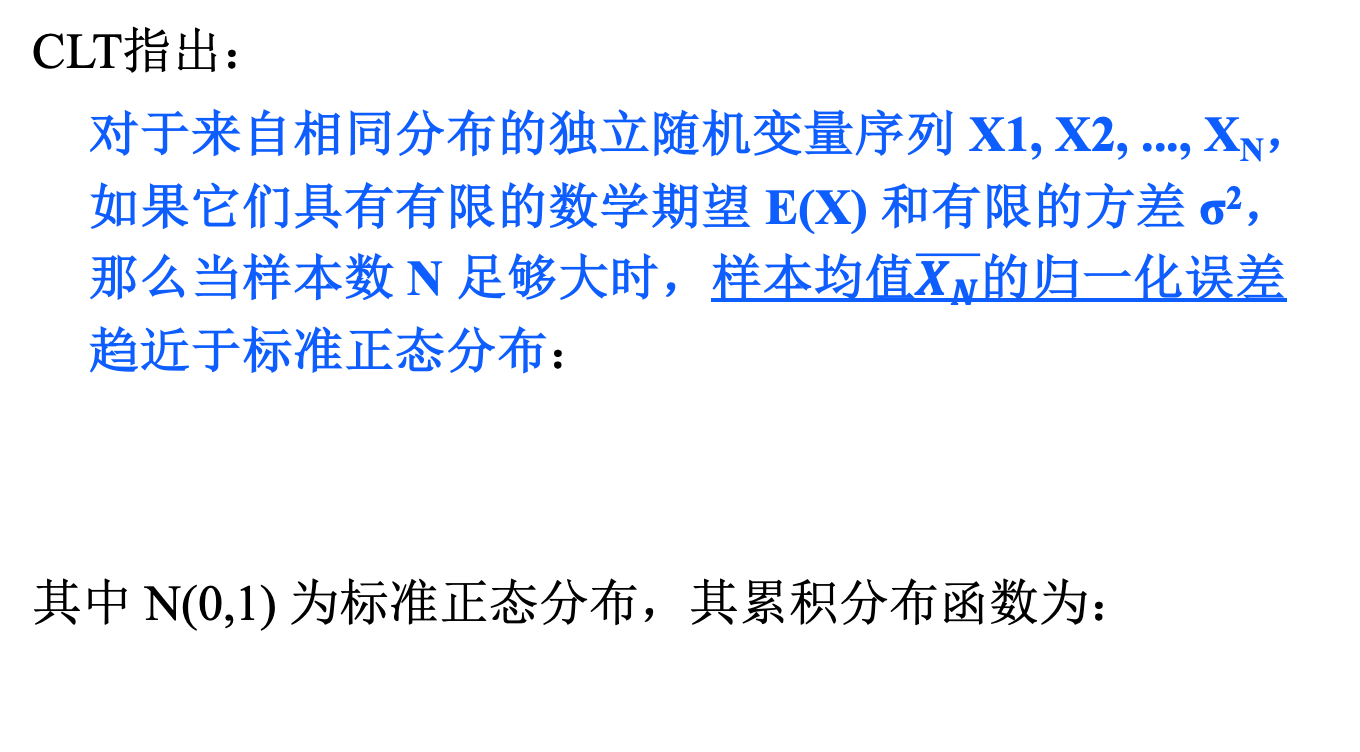 CLT指出：
对于来自相同分布的独立随机变量序列 X1, X2, ..., X_N，
如果它们具有有限的数学期望 E(X) 和有限的方差 σ²，
那么当样本数 N 足够大时，样本均值X̅_N的归一化误差
趋近于标准正态分布：
其中 N(0,1) 为标准正态分布，其累积分布函数为：